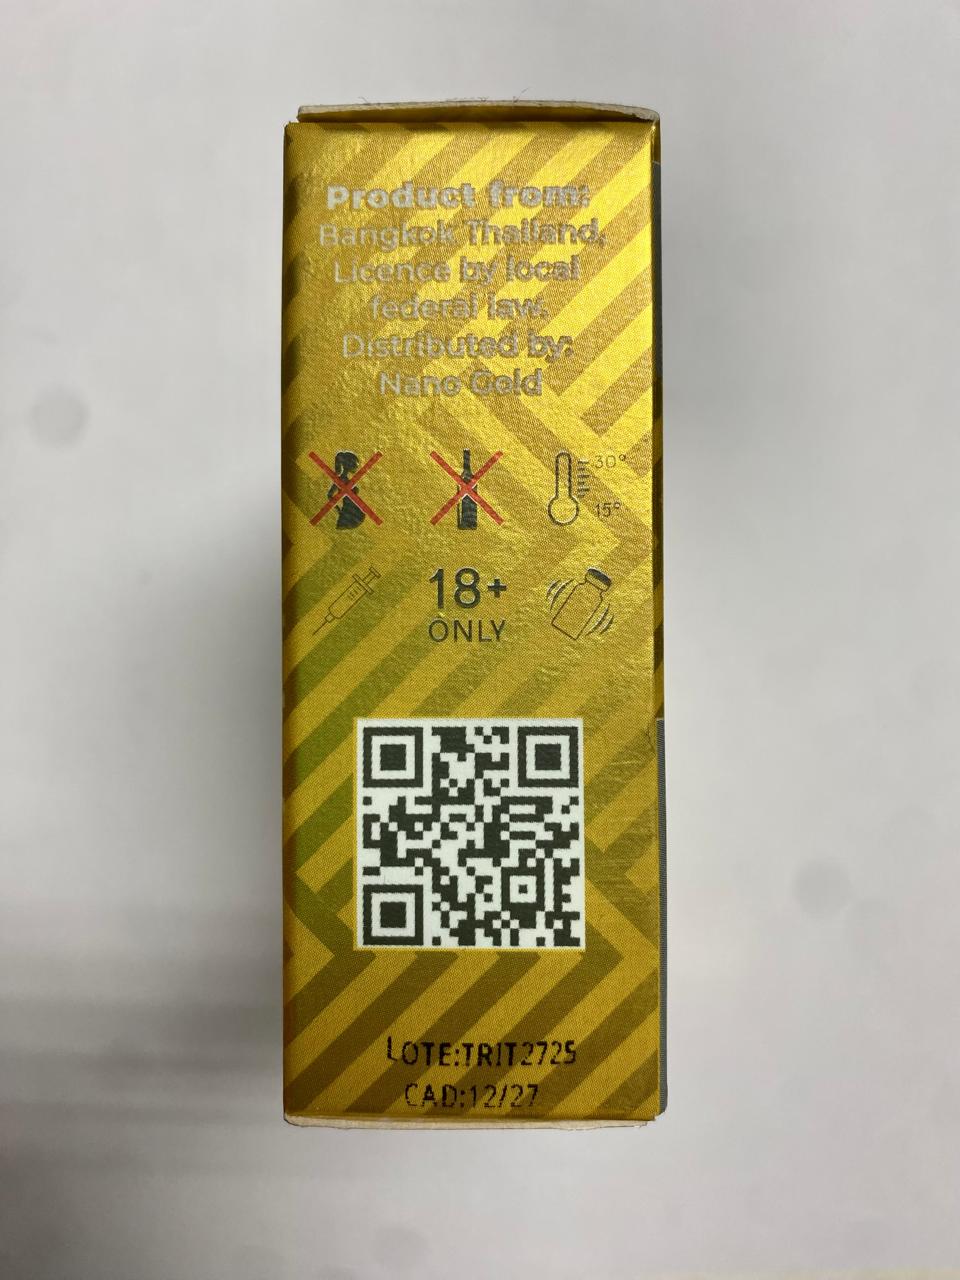 Product from:
Bangkok Thailand,
Licence by local
federal law.
Distributed by:
Nano Gold
30°
15°
18+
ONLY
LOTE:TRIT2725
CAD:12/27